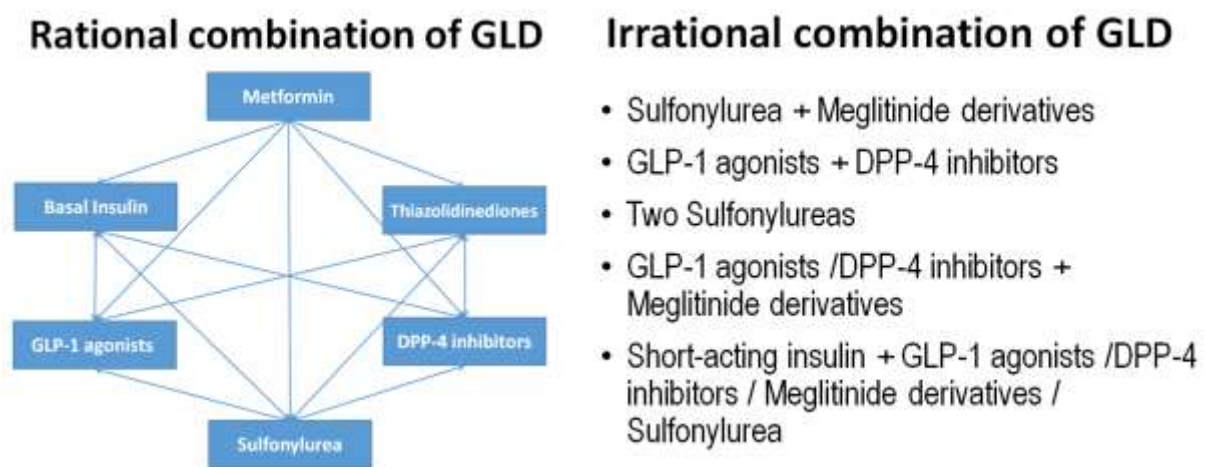 Rational combination of GLD
Metformin
Basal Insulin
Thiazolidinediones
GLP-1 agonists
DPP-4 inhibitors
Sulfonylurea
Irrational combination of GLD
• Sulfonylurea + Meglitinide derivatives
• GLP-1 agonists + DPP-4 inhibitors
• Two Sulfonylureas
• GLP-1 agonists /DPP-4 inhibitors +
Meglitinide derivatives
• Short-acting insulin + GLP-1 agonists /DPP-4
inhibitors / Meglitinide derivatives /
Sulfonylurea